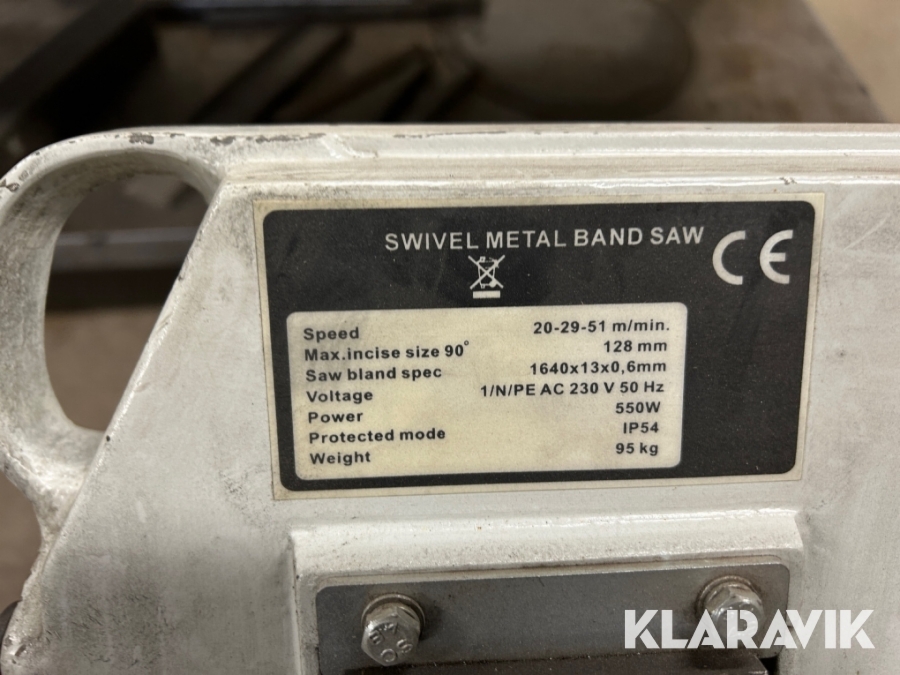 SWIVEL METAL BAND SAW
CE
Speed 20-29-51 m/min.
Max.incise size 90° 128 mm
Saw bland spec 1640x13x0,6mm
Voltage 1/N/PE AC 230 V 50 Hz
Power 550W
Protected mode IP54
Weight 95 kg
KLARAVIK